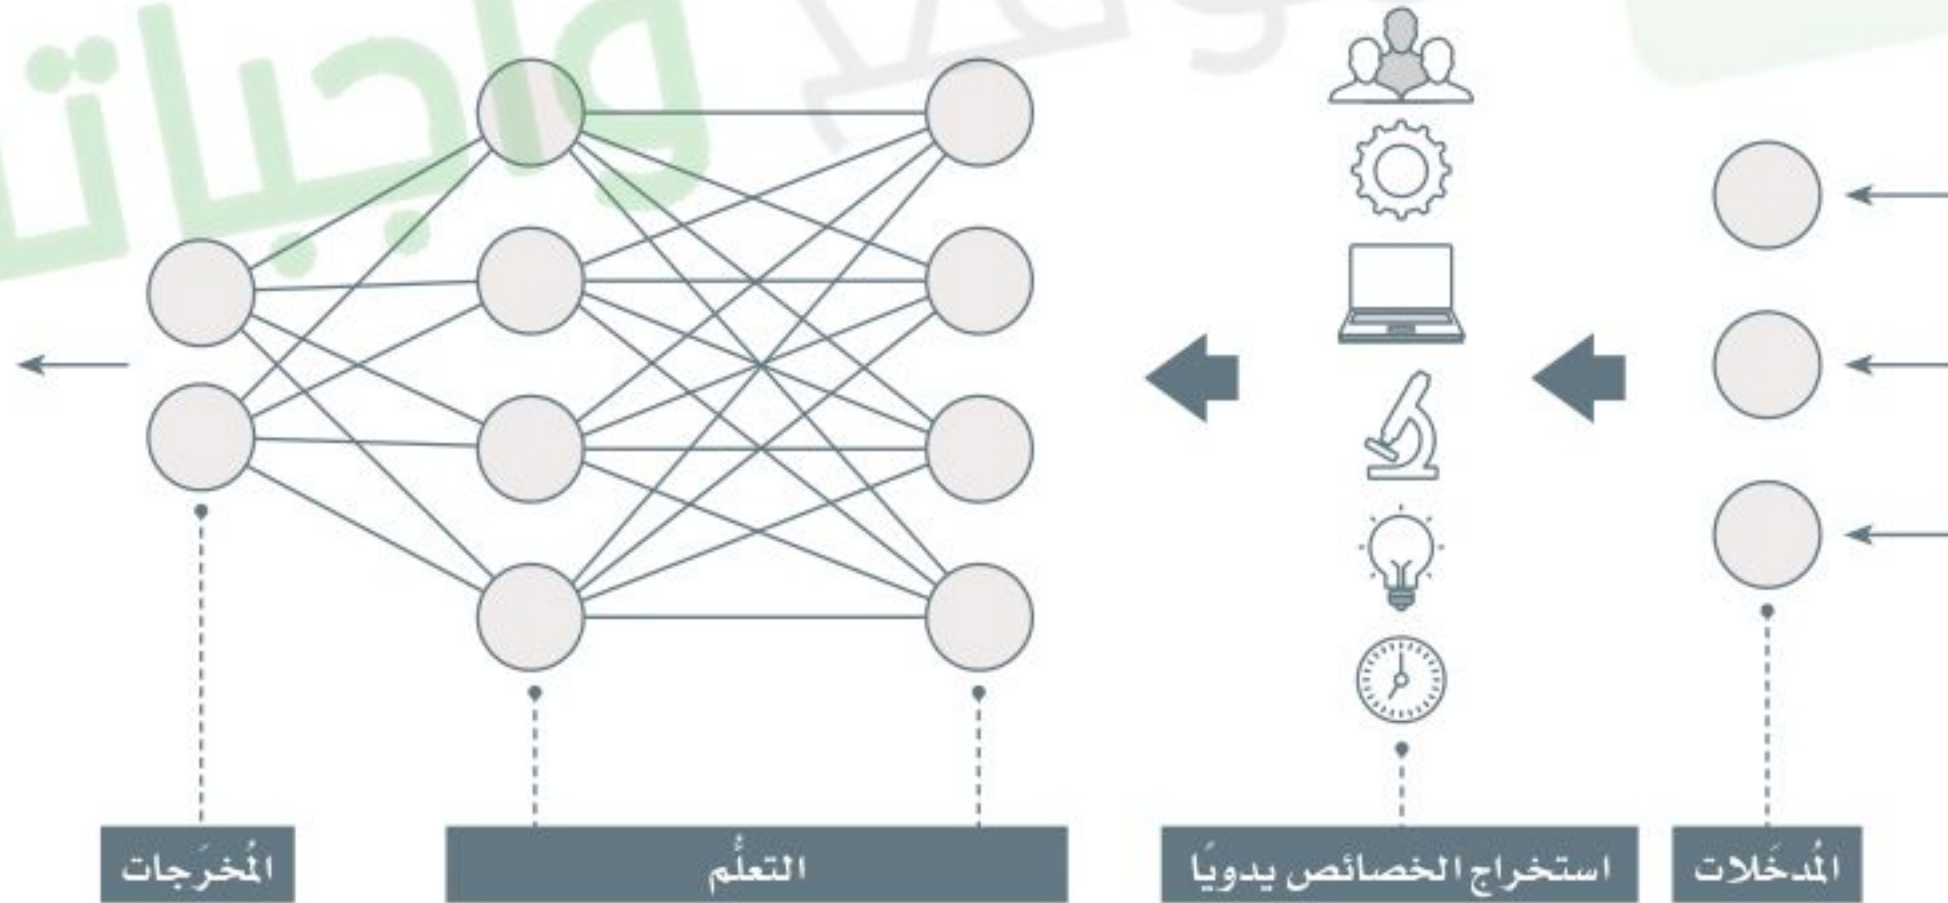 المُدخَلات
استخراج الخصائص يدويًا
التعلُّم
المُخرَجات